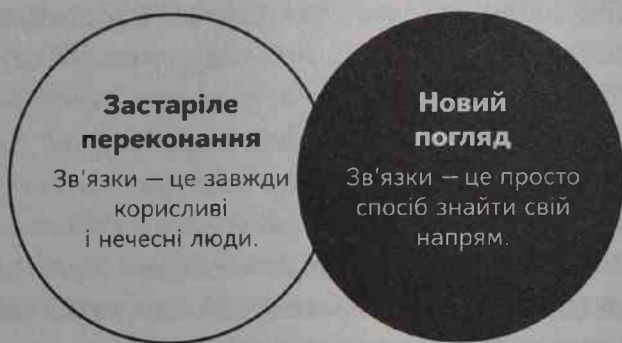 Застаріле
переконання
Зв'язки — це завжди
корисливі
і нечесні люди.
Новий
погляд
Зв'язки — це просто
спосіб знайти свій
напрям.